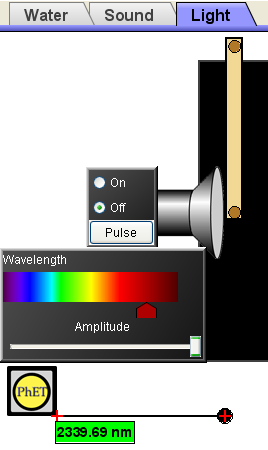 Water Sound Light
On
Off
Pulse
Wavelength
Amplitude
PhET
2339.69 nm